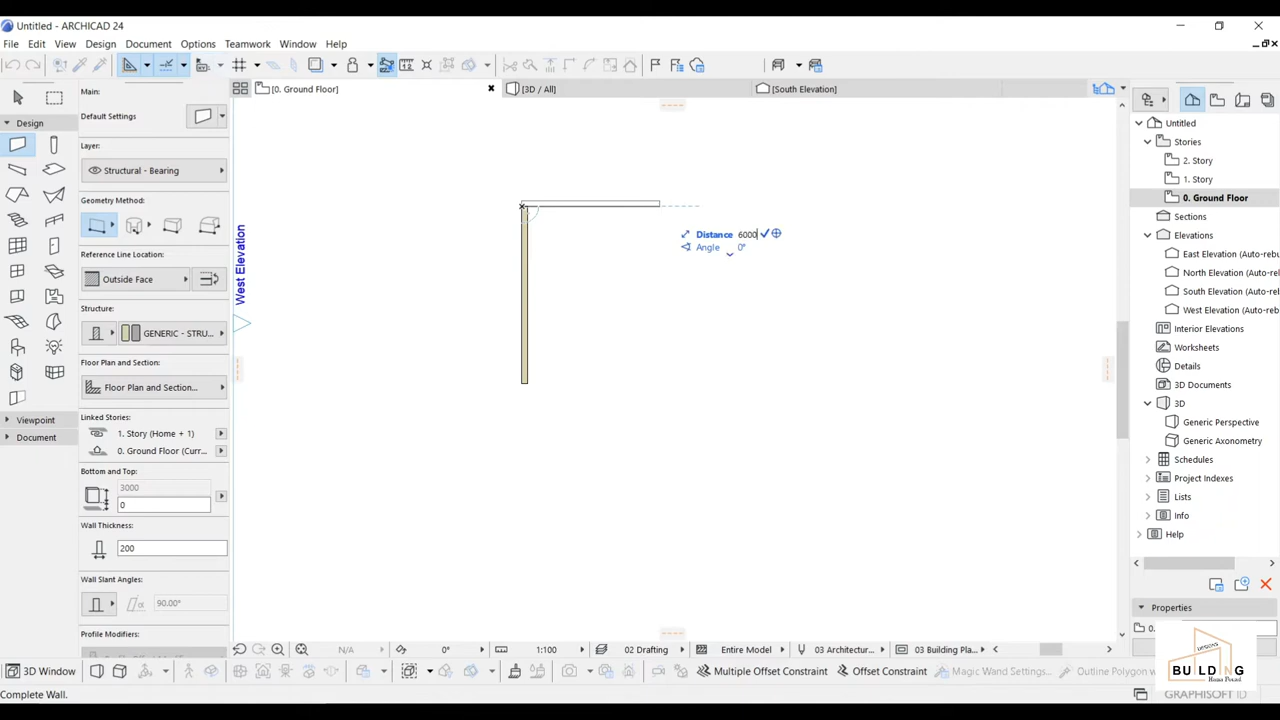 Untitled - ARCHICAD 24
File Edit View Design Document Options Teamwork Window Help
[0. Ground Floor]
[3D / All]
[South Elevation]
Main:
Default Settings
Layer:
Structural - Bearing
Geometry Method:
Reference Line Location:
Outside Face
Structure:
GENERIC - STRU...
Floor Plan and Section:
Floor Plan and Section...
Linked Stories:
1. Story (Home + 1)
0. Ground Floor (Curr...
Bottom and Top:
3000
0
Wall Thickness:
200
Wall Slant Angles:
α
90.00°
Profile Modifiers:
Design
Viewpoint
Document
West Elevation
Distance 6000
Angle 0°
Untitled
Stories
2. Story
1. Story
0. Ground Floor
Sections
Elevations
East Elevation (Auto-reb
North Elevation (Auto-rel
South Elevation (Auto-rel
West Elevation (Auto-rel
Interior Elevations
Worksheets
Details
3D Documents
3D
Generic Perspective
Generic Axonometry
Schedules
Project Indexes
Lists
Info
Help
Properties
0.
N/A
0°
1:100
02 Drafting
Entire Model
03 Architectur...
03 Building Pla...
3D Window
Multiple Offset Constraint
Offset Constraint
Magic Wand Settings...
Outline Polygon w
Complete Wall.
DESIGNS
BUILDING
GRAPHISOFT ID